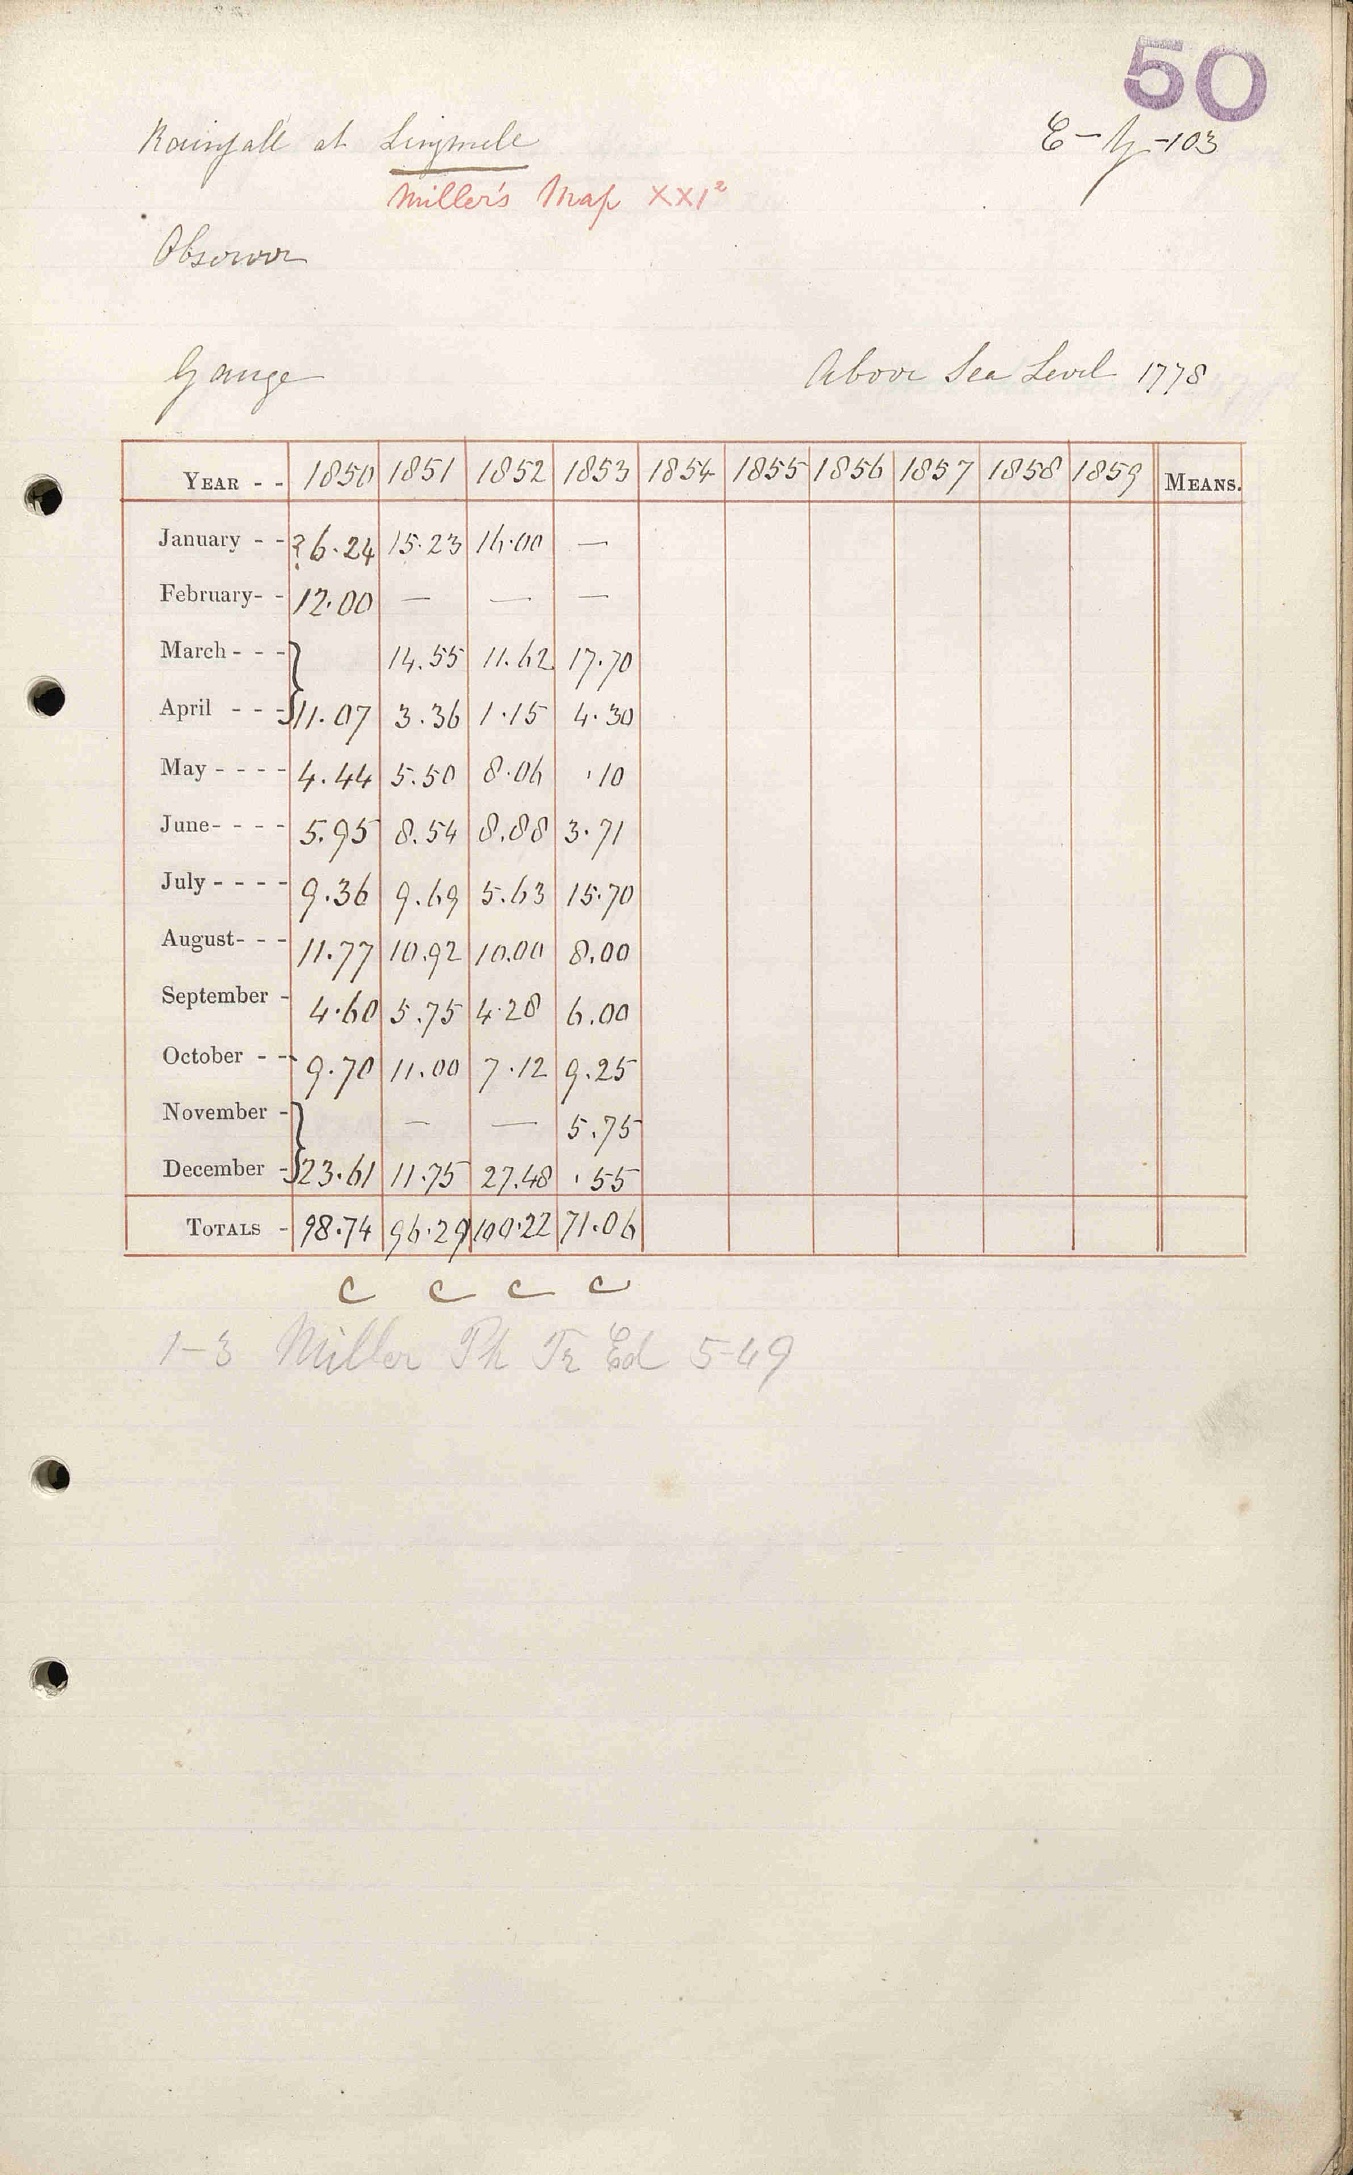 50
Rainfall at Lingmell
E-y-103
Miller's Map XXI²
Observer
Gauge Above Sea Level 1778
YEAR - - 1850 1851 1852 1853 1854 1855 1856 1857 1858 1859 MEANS.
January - - ?6.24 15.23 16.00 —
February- - 12.00 — — —
March - - - } 14.55 11.62 17.70
April - - - 11.07 3.36 1.15 4.30
May - - - - 4.44 5.50 8.06 .10
June- - - - 5.95 8.54 8.88 3.71
July - - - - 9.36 9.69 5.63 15.70
August- - - 11.77 10.92 10.00 8.00
September - 4.60 5.75 4.28 6.00
October - - 9.70 11.00 7.12 9.25
November - } — — 5.75
December - 23.61 11.75 27.48 .55
TOTALS - 98.74 96.29 100.22 71.06
C C C C
1-3 Miller Ph Tr Ed 5-49